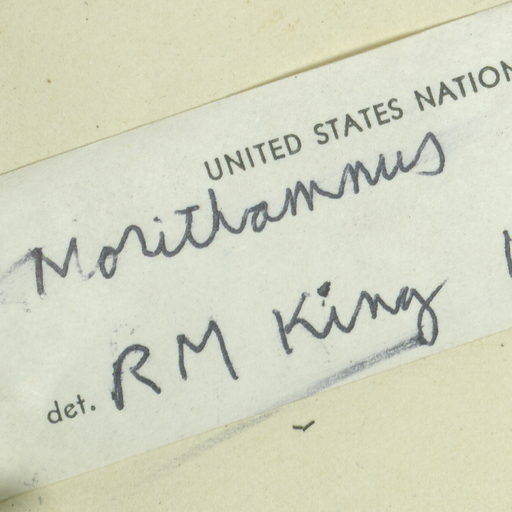 UNITED STATES NATION
Morithamnus
det. RM King